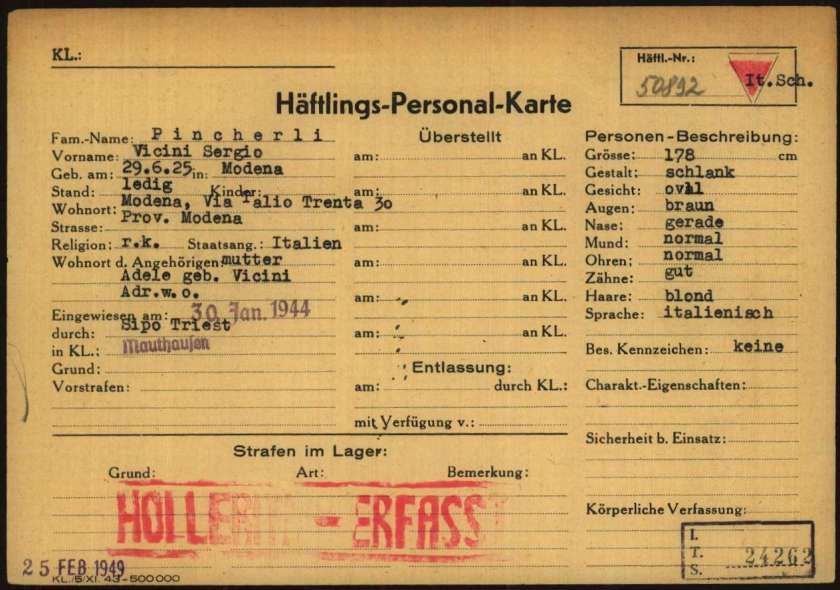 KL.:
Häftl.-Nr.:
50892
It.Sch.
Häftlings-Personal-Karte
Fam.-Name: Pincherli
Vorname: Vicini Sergio
Geb. am: 29.6.25 in: Modena
Stand: ledig Kinder:
Wohnort: Modena, Via Palio Trenta 30
Strasse: Prov. Modena
Religion: r.k. Staatsang.: Italien
Wohnort d. Angehörigen: mutter
Adele geb. Vicini
Adr.w.o.
Eingewiesen am: 30. Jan. 1944
durch: Sipo Triest
in KL.: Mauthausen
Grund:
Vorstrafen:
Überstellt
am: an KL.
am: an KL.
am: an KL.
am: an KL.
am: an KL.
am: an KL.
Entlassung:
am: durch KL.:
mit Verfügung v.:
Personen-Beschreibung:
Grösse: 178 cm
Gestalt: schlank
Gesicht: oval
Augen: braun
Nase: gerade
Mund: normal
Ohren: normal
Zähne: gut
Haare: blond
Sprache: italienisch
Bes. Kennzeichen: keine
Charakt.-Eigenschaften:
Sicherheit b. Einsatz:
Körperliche Verfassung:
Strafen im Lager:
Grund: Art: Bemerkung:
HOLLERITH - ERFASST
25 FEB 1949
KL./5/XI. 43-500000
I.
T. 24262
S.